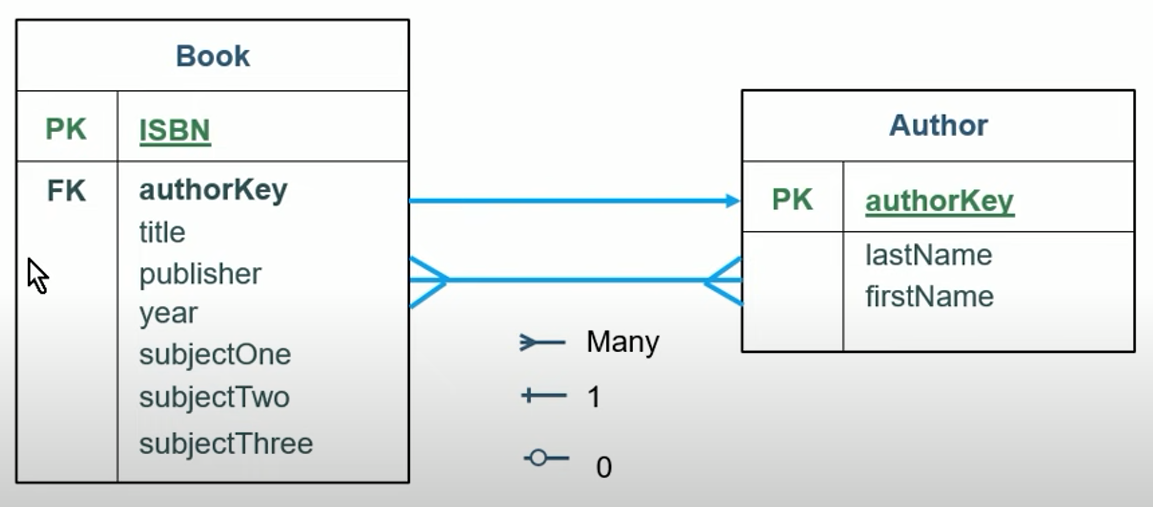 Book
PK ISBN
FK authorKey
title
publisher
year
subjectOne
subjectTwo
subjectThree
Author
PK authorKey
lastName
firstName
Many
1
0